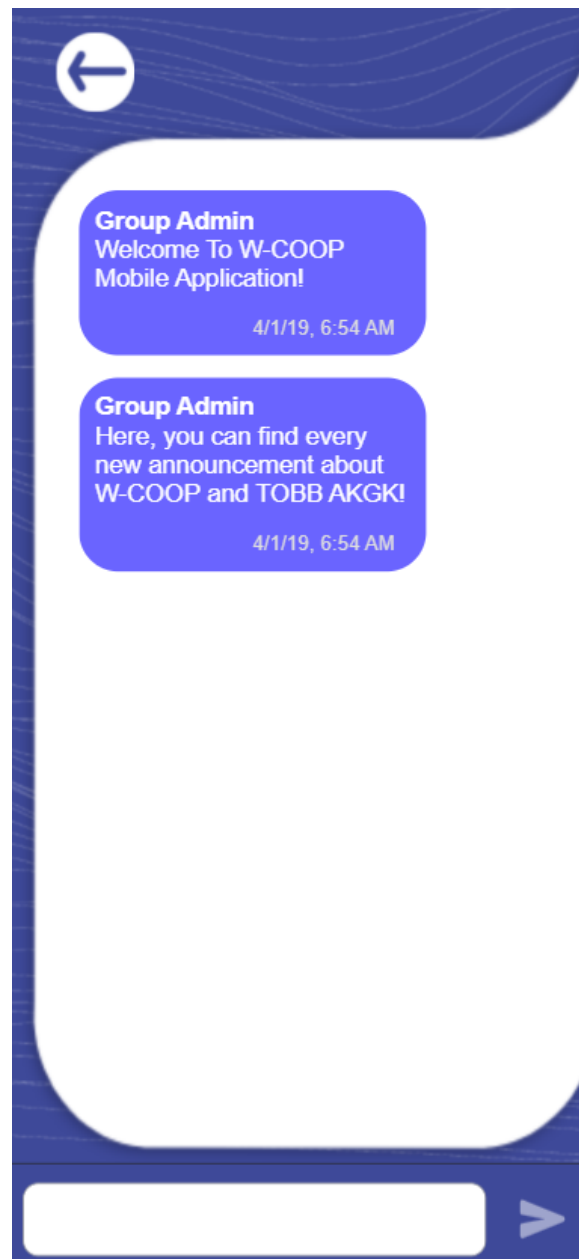 Group Admin
Welcome To W-COOP
Mobile Application!
4/1/19, 6:54 AM
Group Admin
Here, you can find every
new announcement about
W-COOP and TOBB AKGK!
4/1/19, 6:54 AM